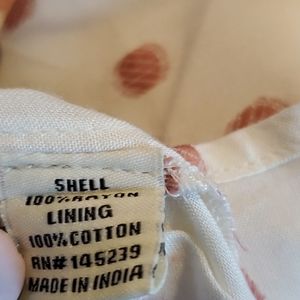 SHELL
100% RAYON
LINING
100% COTTON
RN#145239
MADE IN INDIA